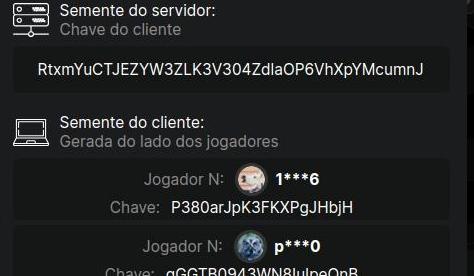 Semente do servidor:
Chave do cliente
RtxmYuCTJEZYW3ZLK3V304ZdlaOP6VhXpYMcumnJ
Semente do cliente:
Gerada do lado dos jogadores
Jogador N: 1***6
Chave: P380arJpK3FKXPgJHbjH
Jogador N: p***0
Chave: